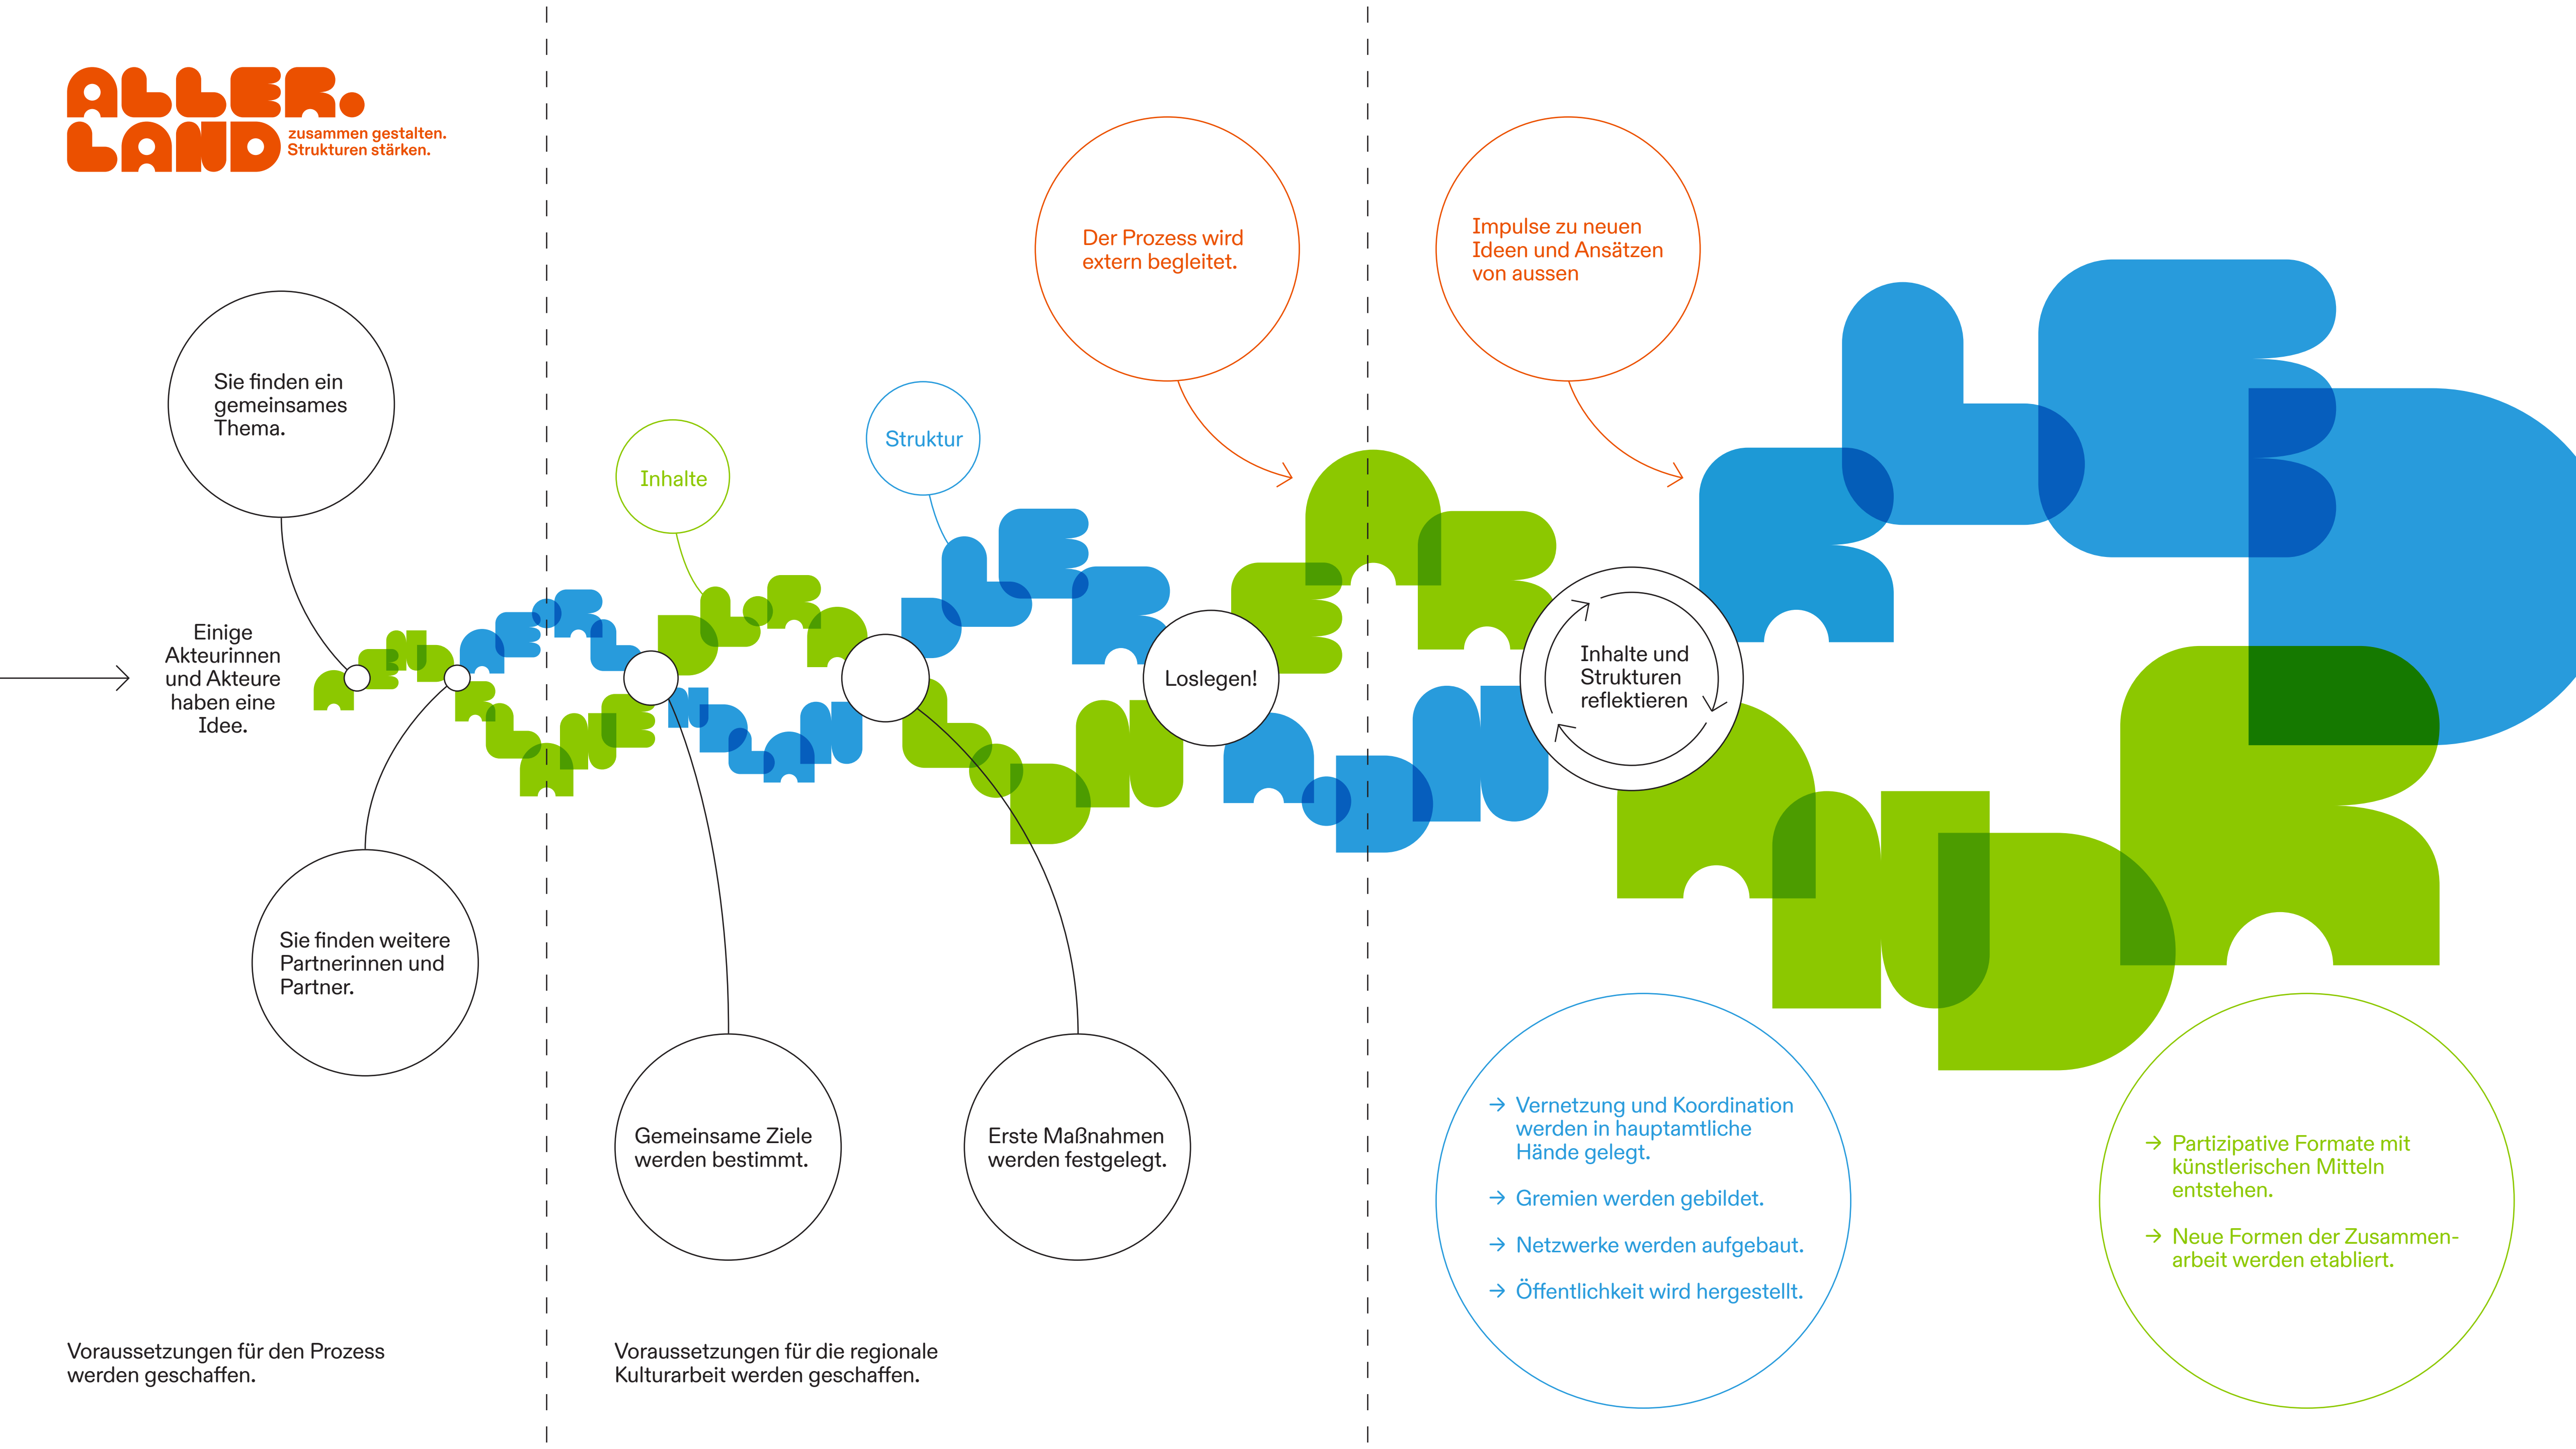 ALLER.
LAND
zusammen gestalten.
Strukturen stärken.
Sie finden ein
gemeinsames
Thema.
Einige
Akteurinnen
und Akteure
haben eine
Idee.
Sie finden weitere
Partnerinnen und
Partner.
Voraussetzungen für den Prozess
werden geschaffen.
Inhalte
Struktur
Der Prozess wird
extern begleitet.
Loslegen!
Gemeinsame Ziele
werden bestimmt.
Erste Maßnahmen
werden festgelegt.
Voraussetzungen für die regionale
Kulturarbeit werden geschaffen.
Impulse zu neuen
Ideen und Ansätzen
von aussen
Inhalte und
Strukturen
reflektieren
→ Vernetzung und Koordination
werden in hauptamtliche
Hände gelegt.
→ Gremien werden gebildet.
→ Netzwerke werden aufgebaut.
→ Öffentlichkeit wird hergestellt.
→ Partizipative Formate mit
künstlerischen Mitteln
entstehen.
→ Neue Formen der Zusammen-
arbeit werden etabliert.